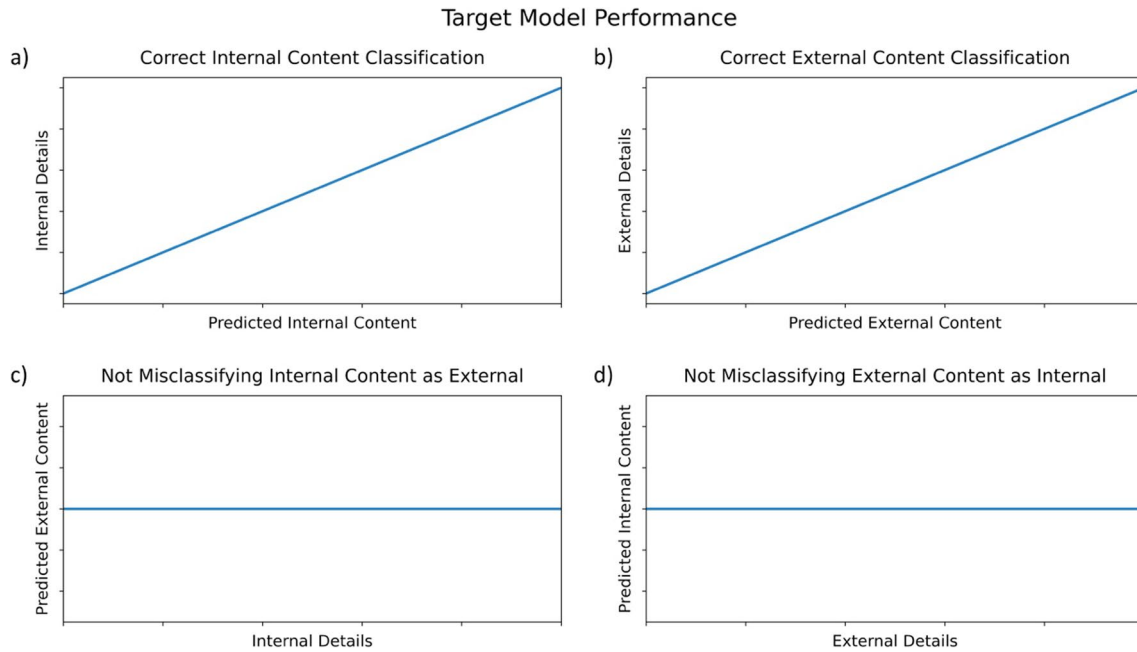 Target Model Performance
a)
Correct Internal Content Classification
Internal Details
Predicted Internal Content
b)
Correct External Content Classification
External Details
Predicted External Content
c)
Not Misclassifying Internal Content as External
Predicted External Content
Internal Details
d)
Not Misclassifying External Content as Internal
Predicted Internal Content
External Details